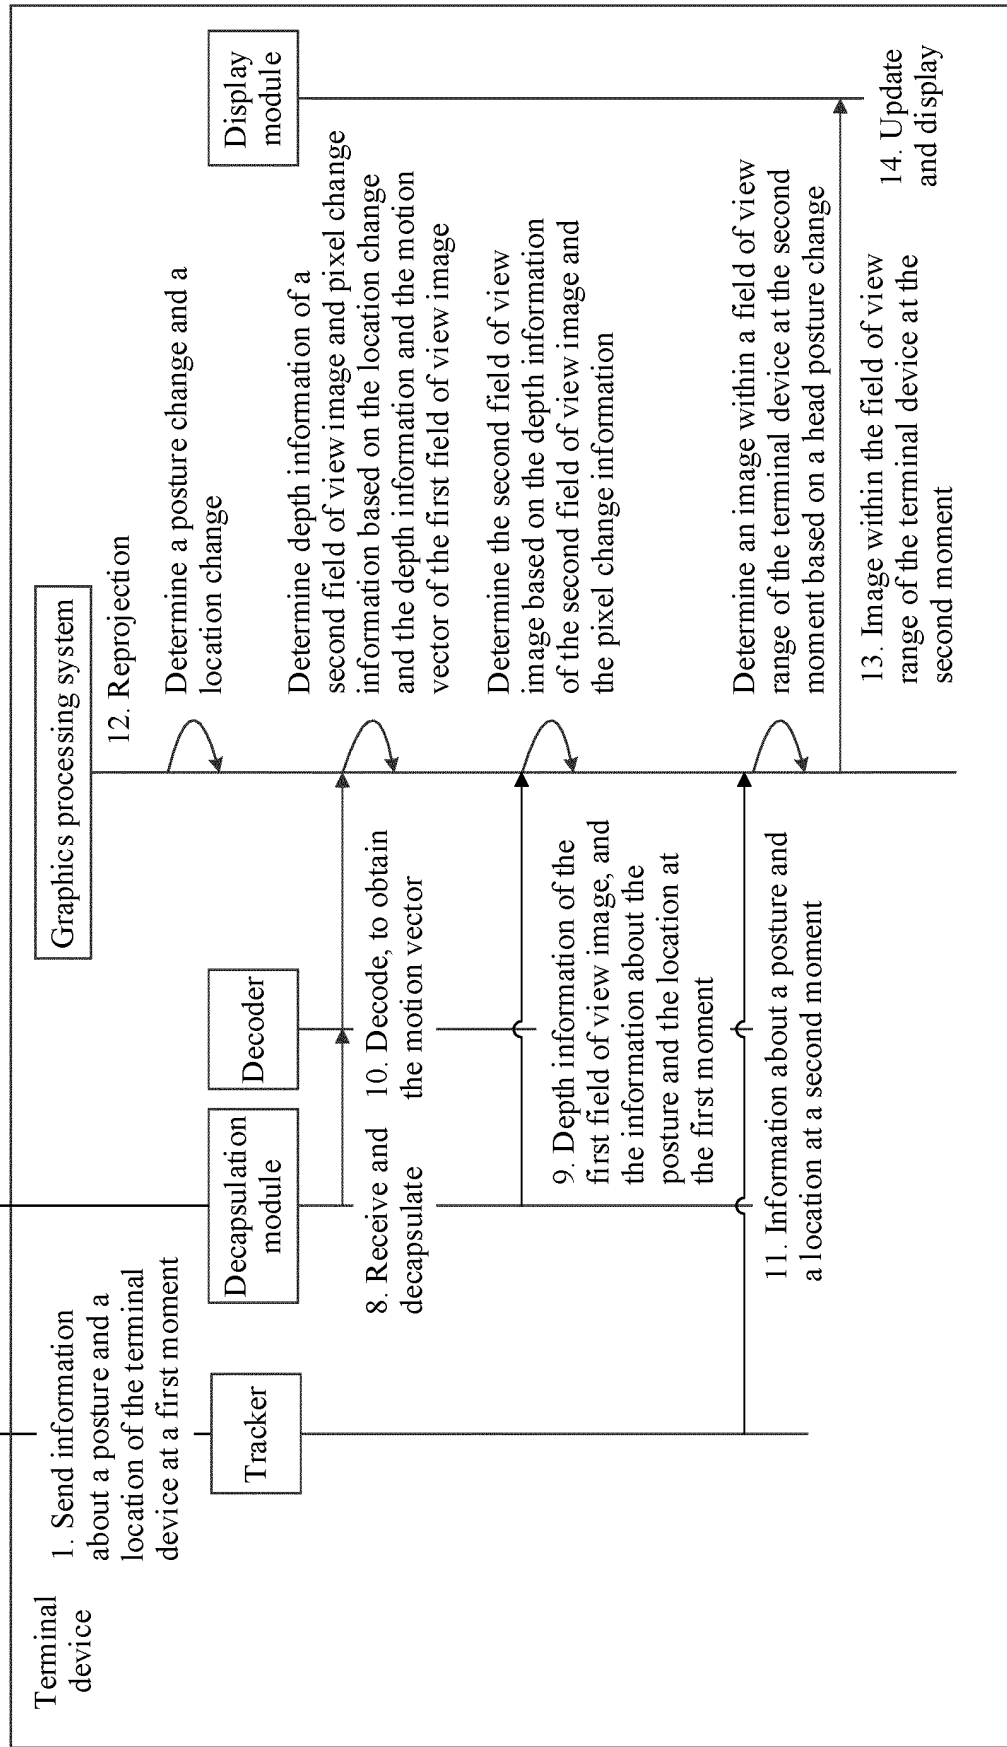 Terminal
device
1. Send information
about a posture and a
location of the terminal
device at a first moment
Tracker
Decapsulation
module
Decoder
Graphics processing system
Display
module
8. Receive and
decapsulate
10. Decode, to obtain
the motion vector
9. Depth information of the
first field of view image, and
the information about the
posture and the location at
the first moment
11. Information about a posture and
a location at a second moment
12. Reprojection
Determine a posture change and a
location change
Determine depth information of a
second field of view image and pixel change
information based on the location change
and the depth information and the motion
vector of the first field of view image
Determine the second field of view
image based on the depth information
of the second field of view image and
the pixel change information
Determine an image within a field of view
range of the terminal device at the second
moment based on a head posture change
13. Image within the field of view
range of the terminal device at the
second moment
14. Update
and display